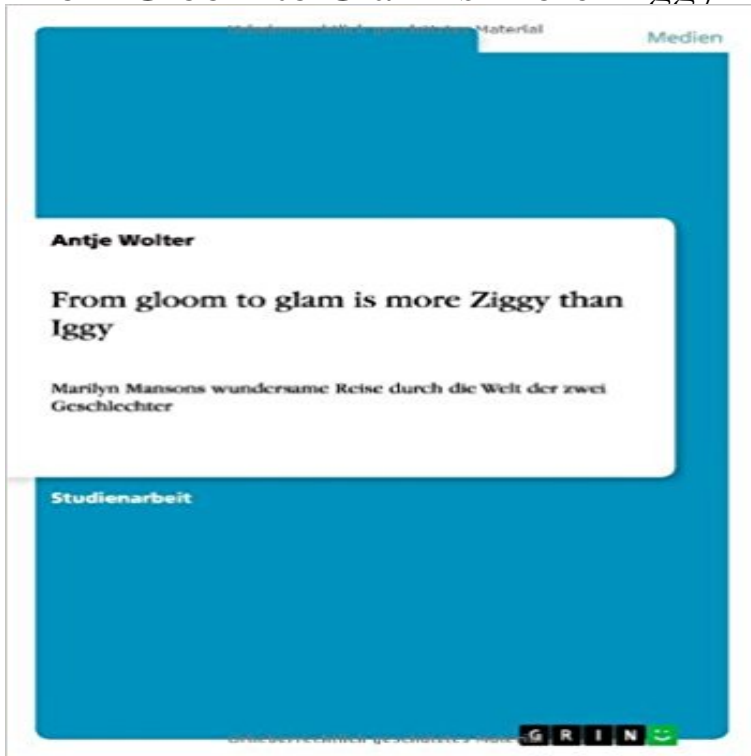 Medien
Antje Wolter
From gloom to glam is more Ziggy than
Iggy
Marilyn Mansons wundersame Reise durch die Welt der zwei
Geschlechter
Studienarbeit
GRIN